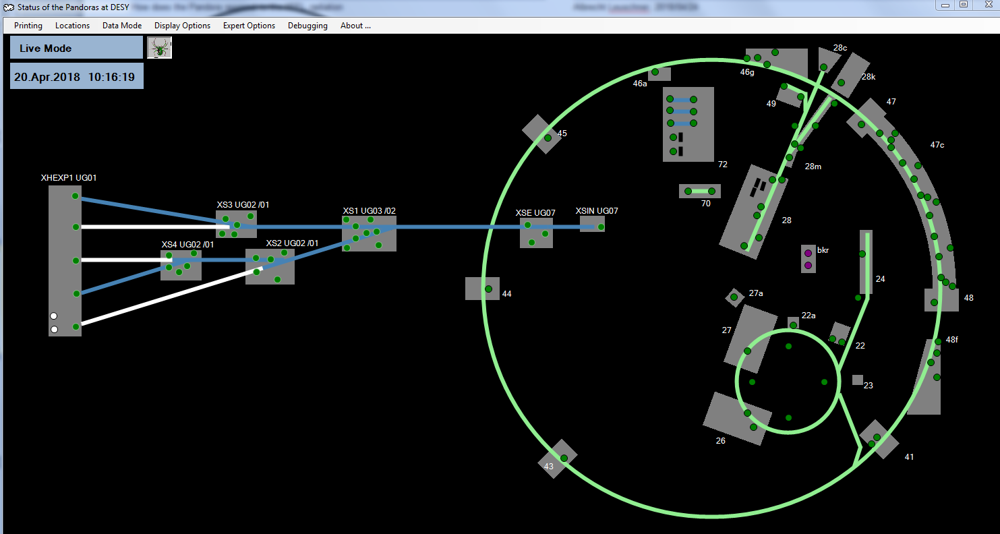 Status of the Pandoras at DESY
Printing Locations Data Mode Display Options Expert Options Debugging About ...
Live Mode
20.Apr.2018 10:16:19
28c
46g
28k
46a
49
47
45
47c
72
28m
XHEXP1 UG01
70
XS3 UG02 /01
XS1 UG03 /02
XSE UG07
XSIN UG07
28
XS4 UG02 /01
XS2 UG02 /01
bkr
24
44
27a
48
22a
27
48f
22
23
26
41
43